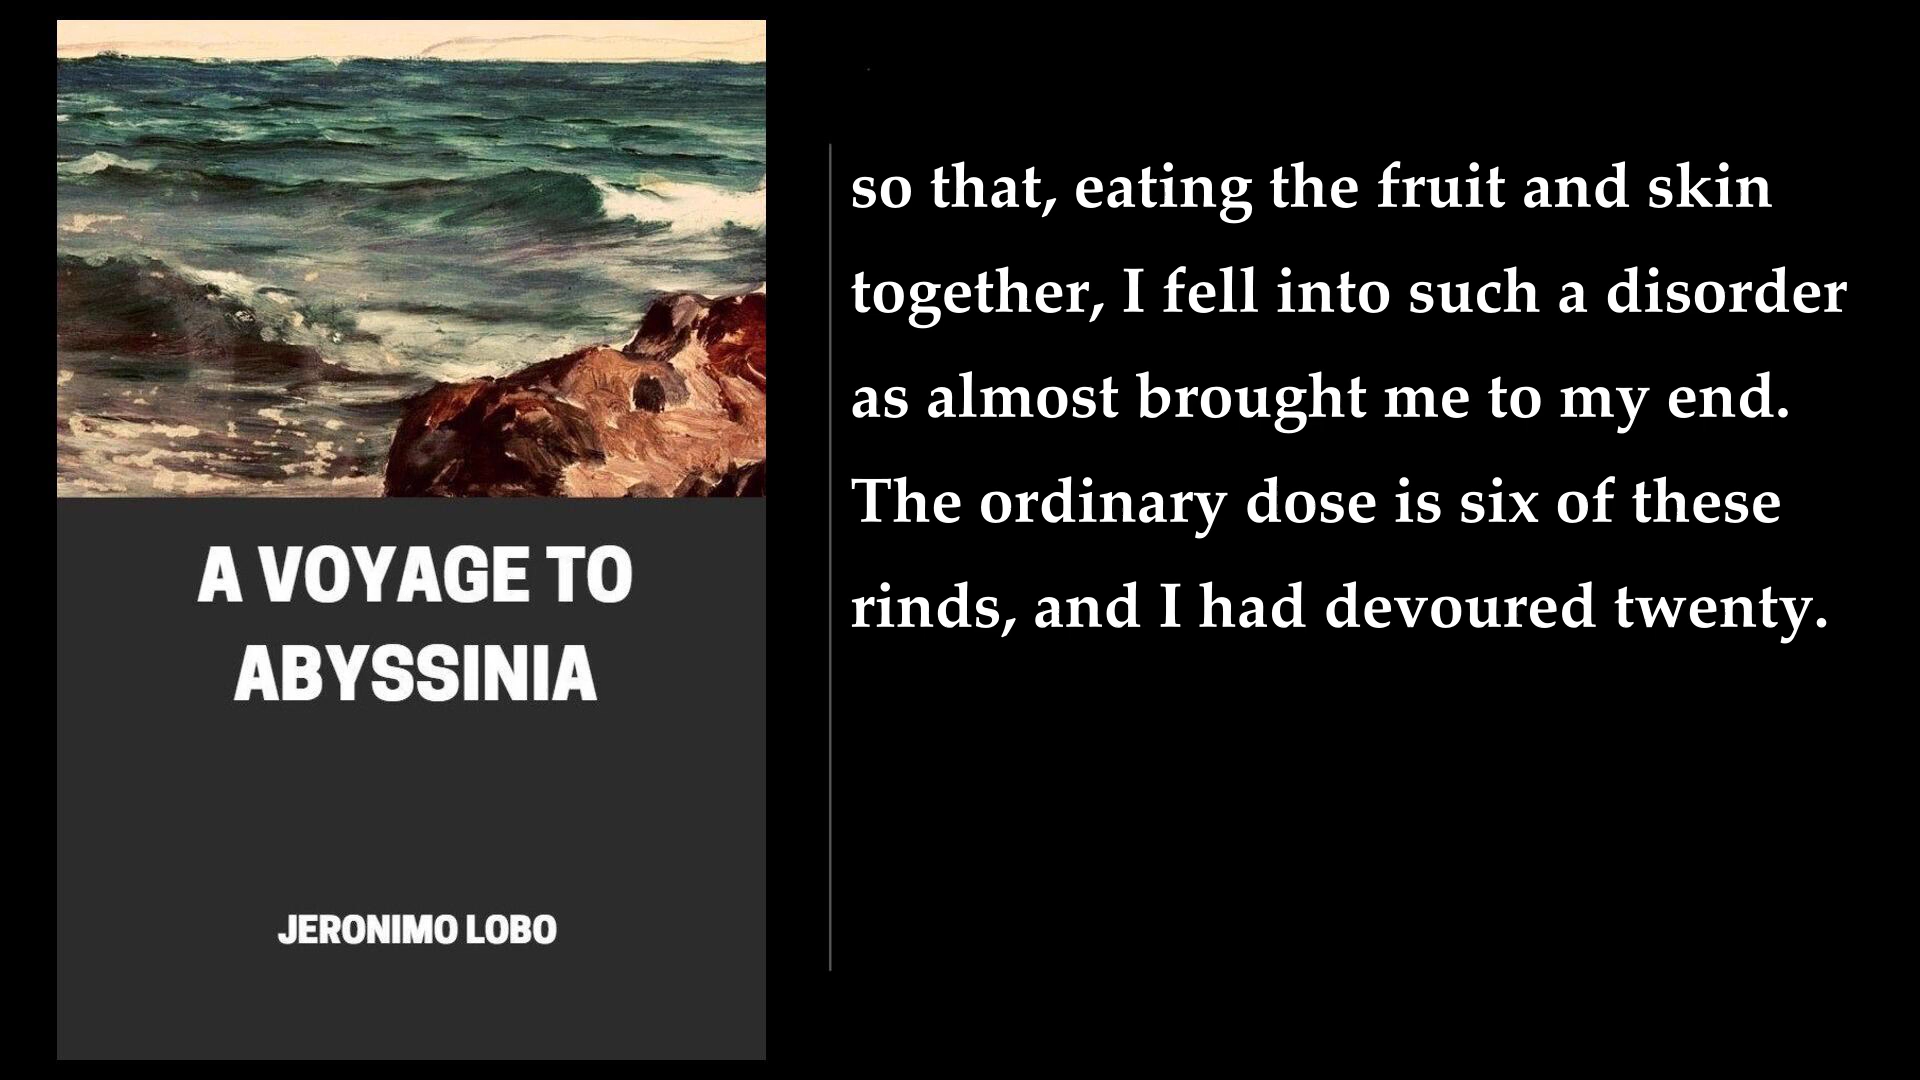 A VOYAGE TO
ABYSSINIA
JERONIMO LOBO
so that, eating the fruit and skin
together, I fell into such a disorder
as almost brought me to my end.
The ordinary dose is six of these
rinds, and I had devoured twenty.